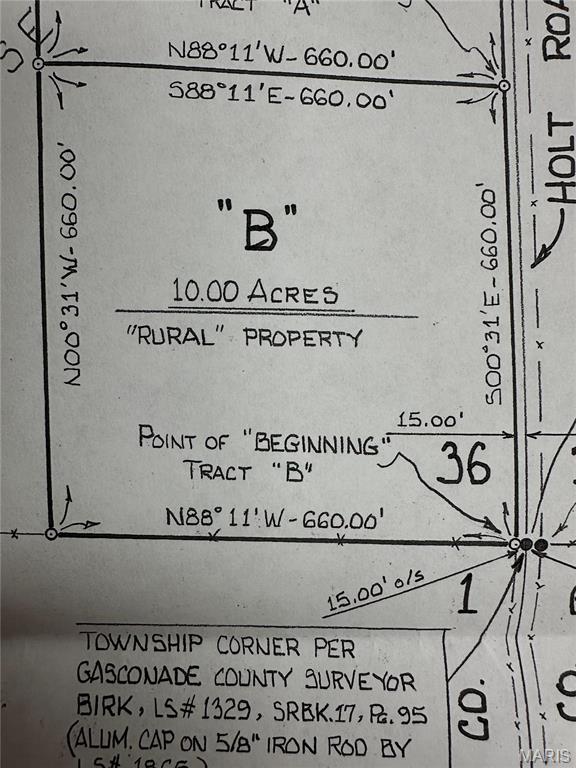 TRACT "A"
SE
N88°11'W-660.00'
S88°11'E-660.00'
HOLT ROA
N00°31'W-660.00'
"B"
S00°31'E-660.00'
10.00 ACRES
"RURAL" PROPERTY
15.00'
POINT OF "BEGINNING"
TRACT "B"
36
N88°11'W-660.00'
15.00' o/s
1
TOWNSHIP CORNER PER
GASCONADE COUNTY SURVEYOR
BIRK, LS#1329, SRBK.17, PG.95
(ALUM. CAP ON 5/8" IRON ROD BY
CO.
CO
MARIS